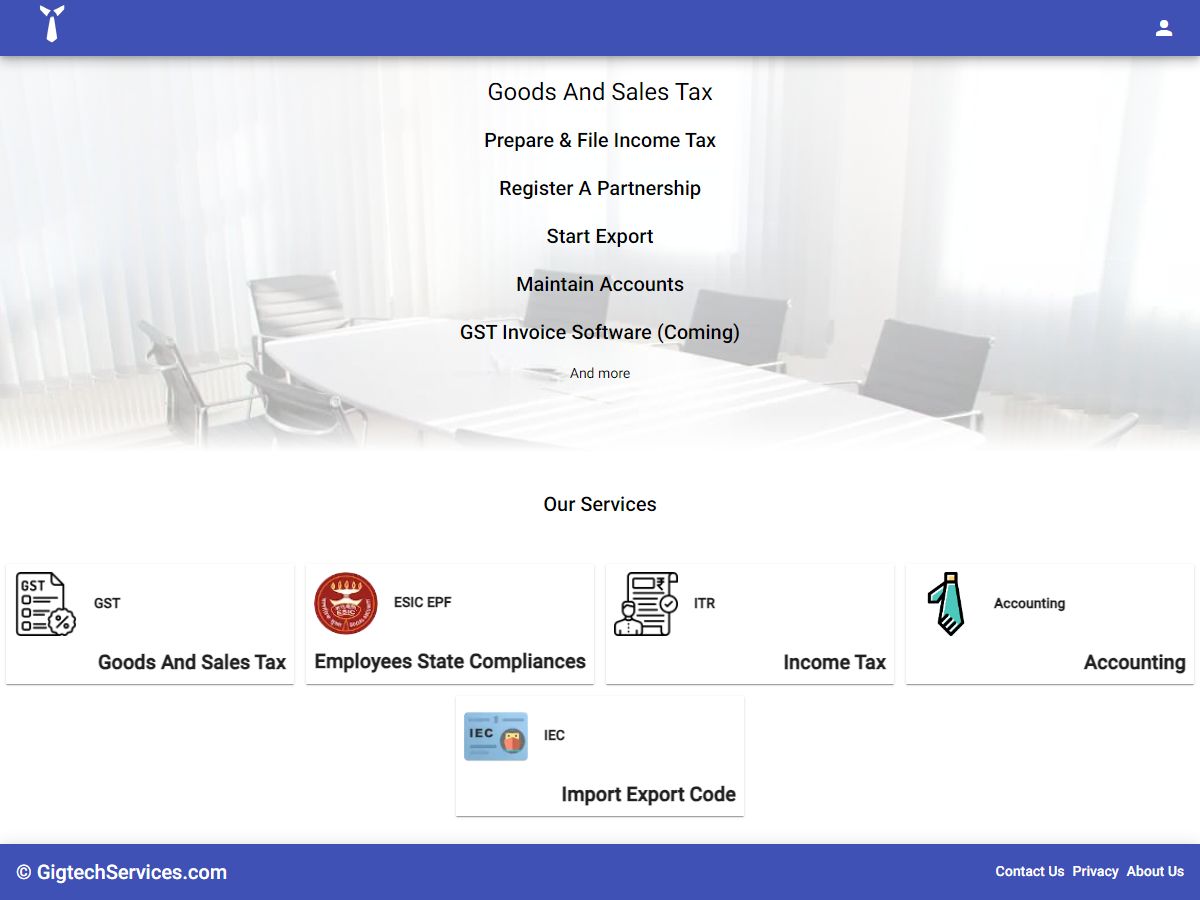 Goods And Sales Tax
Prepare & File Income Tax
Register A Partnership
Start Export
Maintain Accounts
GST Invoice Software (Coming)
And more
Our Services
GST
GST
Goods And Sales Tax
ESIC
ESIC EPF
Employees State Compliances
ITR
Income Tax
Accounting
Accounting
IEC
IEC
Import Export Code
© GigtechServices.com
Contact Us Privacy About Us